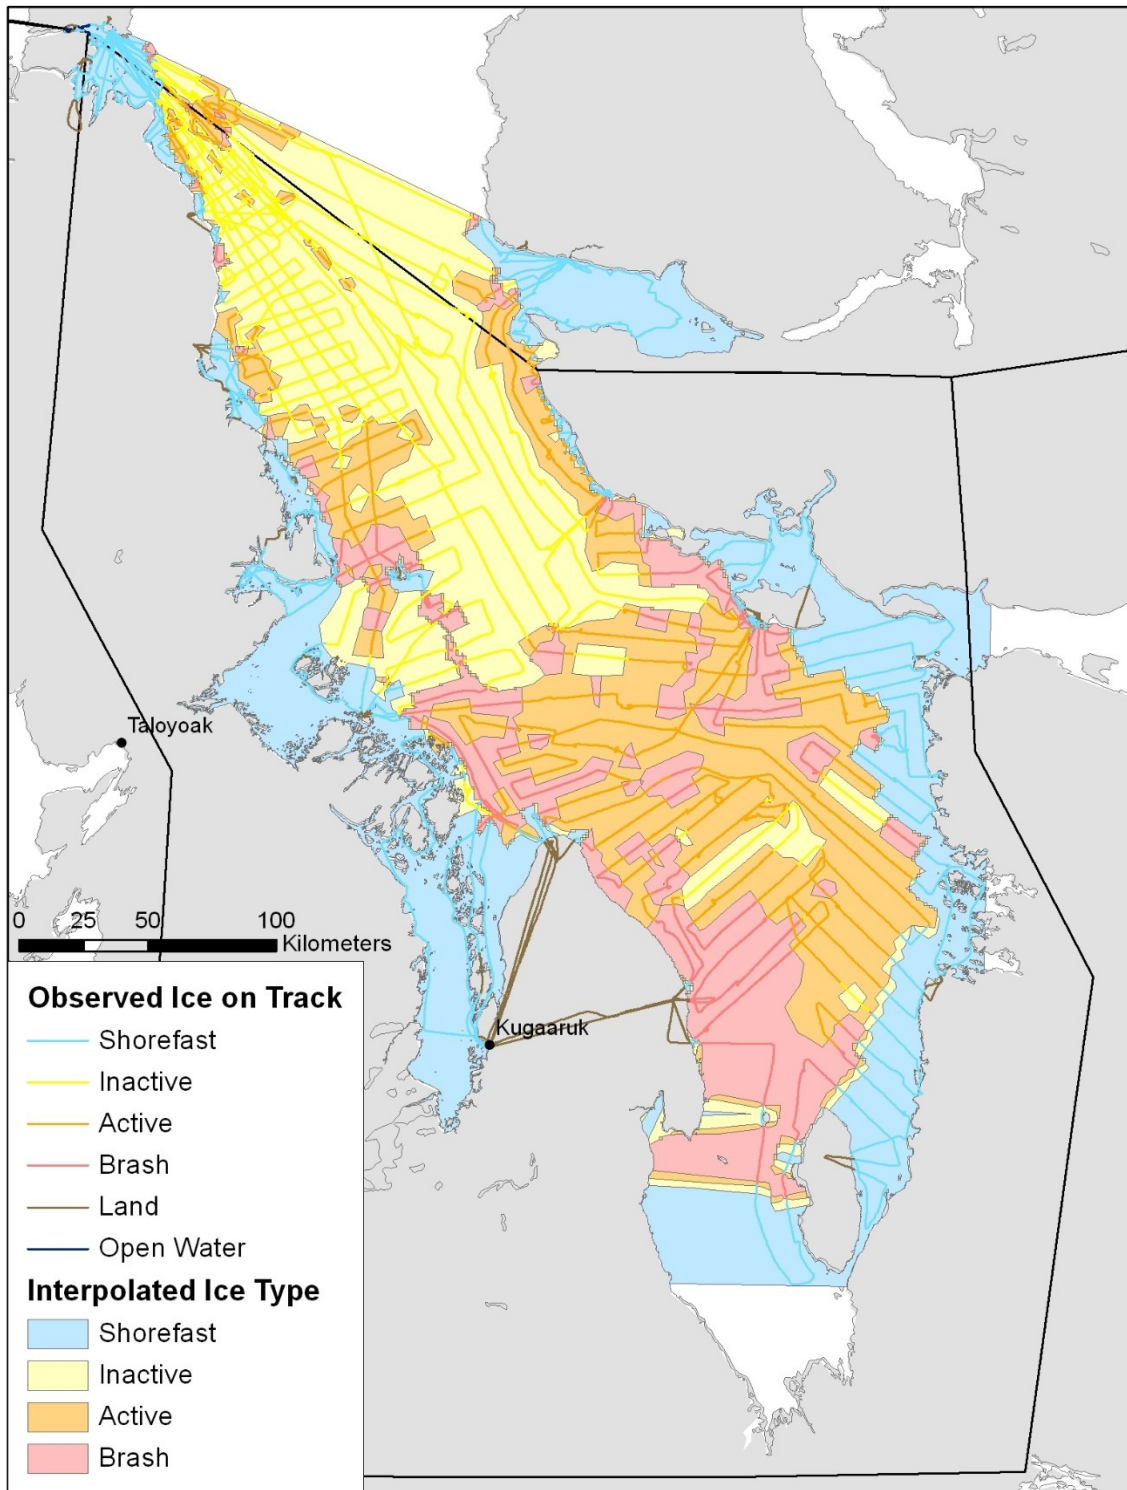 Taloyoak
0 25 50 100
Kilometers
Kugaaruk
Observed Ice on Track
Shorefast
Inactive
Active
Brash
Land
Open Water
Interpolated Ice Type
Shorefast
Inactive
Active
Brash